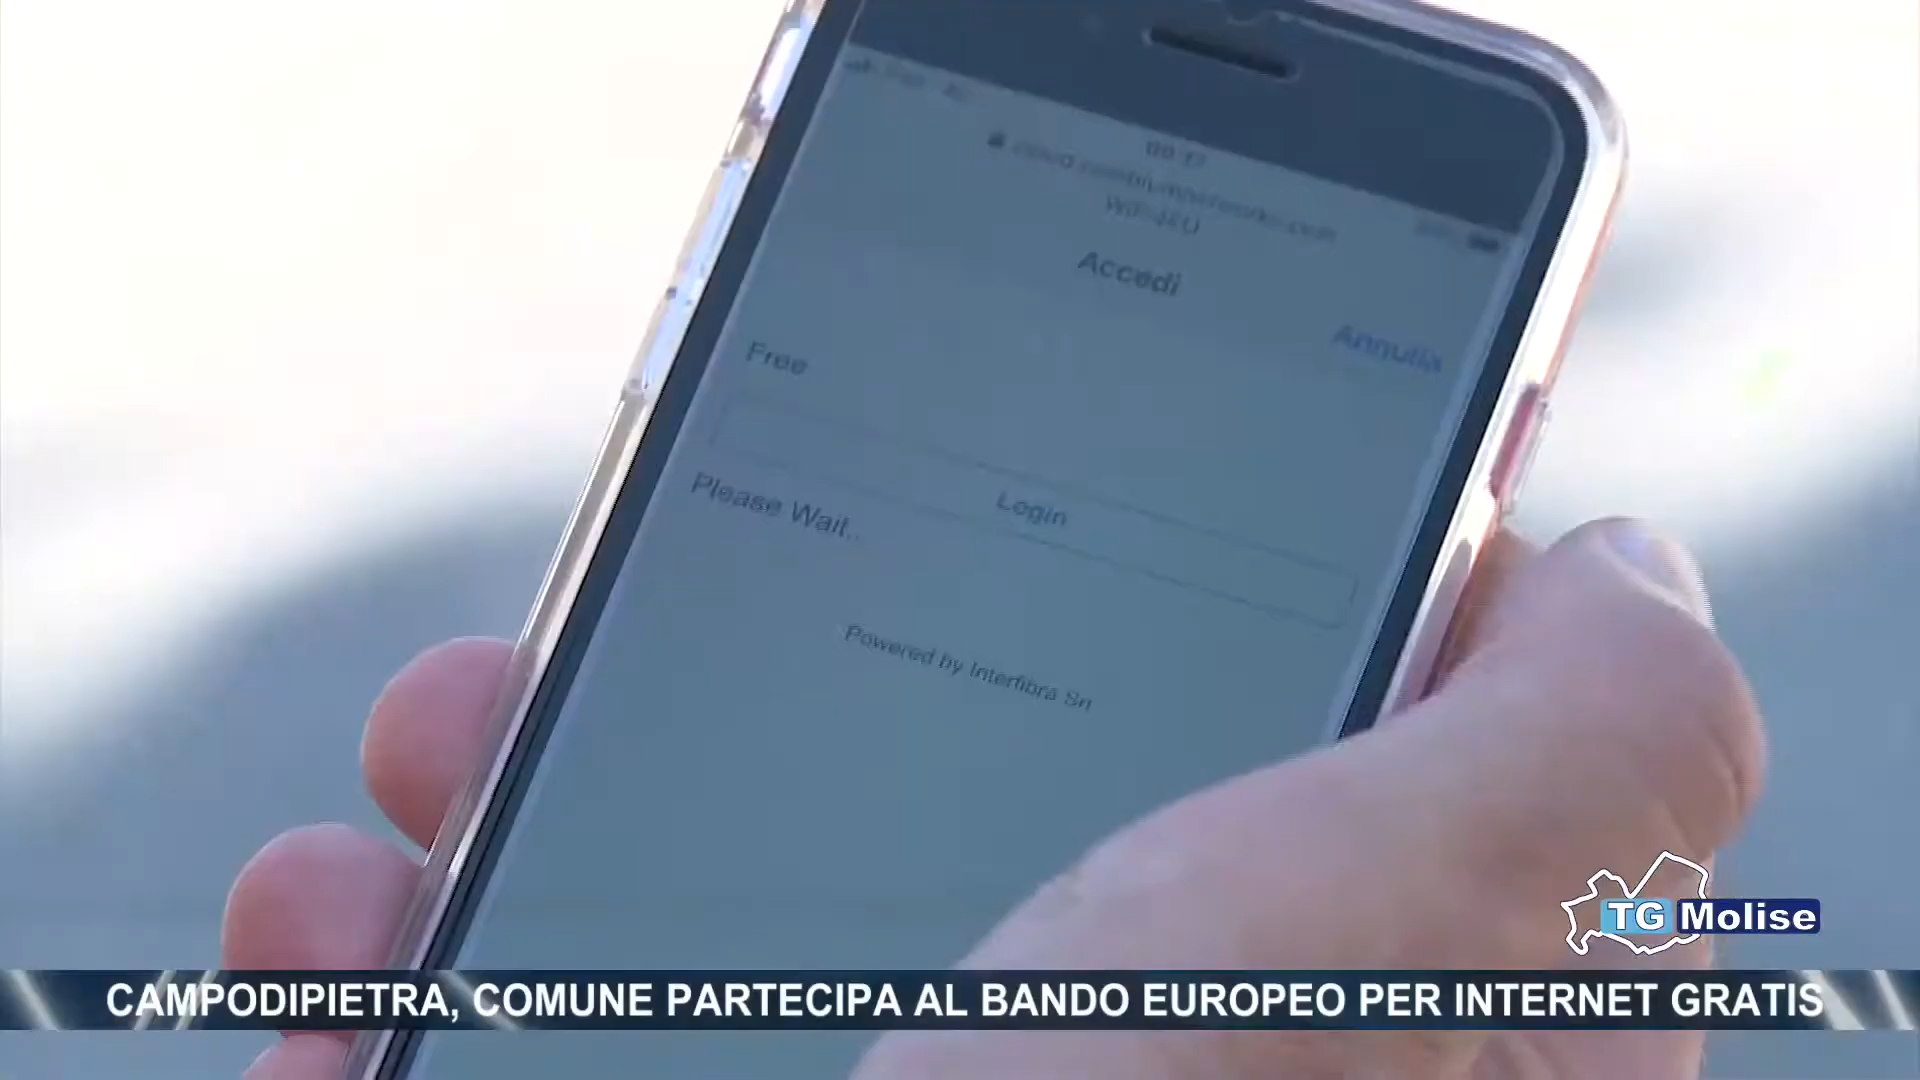 Accedi
Annulla
Free
Login
Please Wait...
Powered by Interfibra Srl
TG Molise
CAMPODIPIETRA, COMUNE PARTECIPA AL BANDO EUROPEO PER INTERNET GRATIS